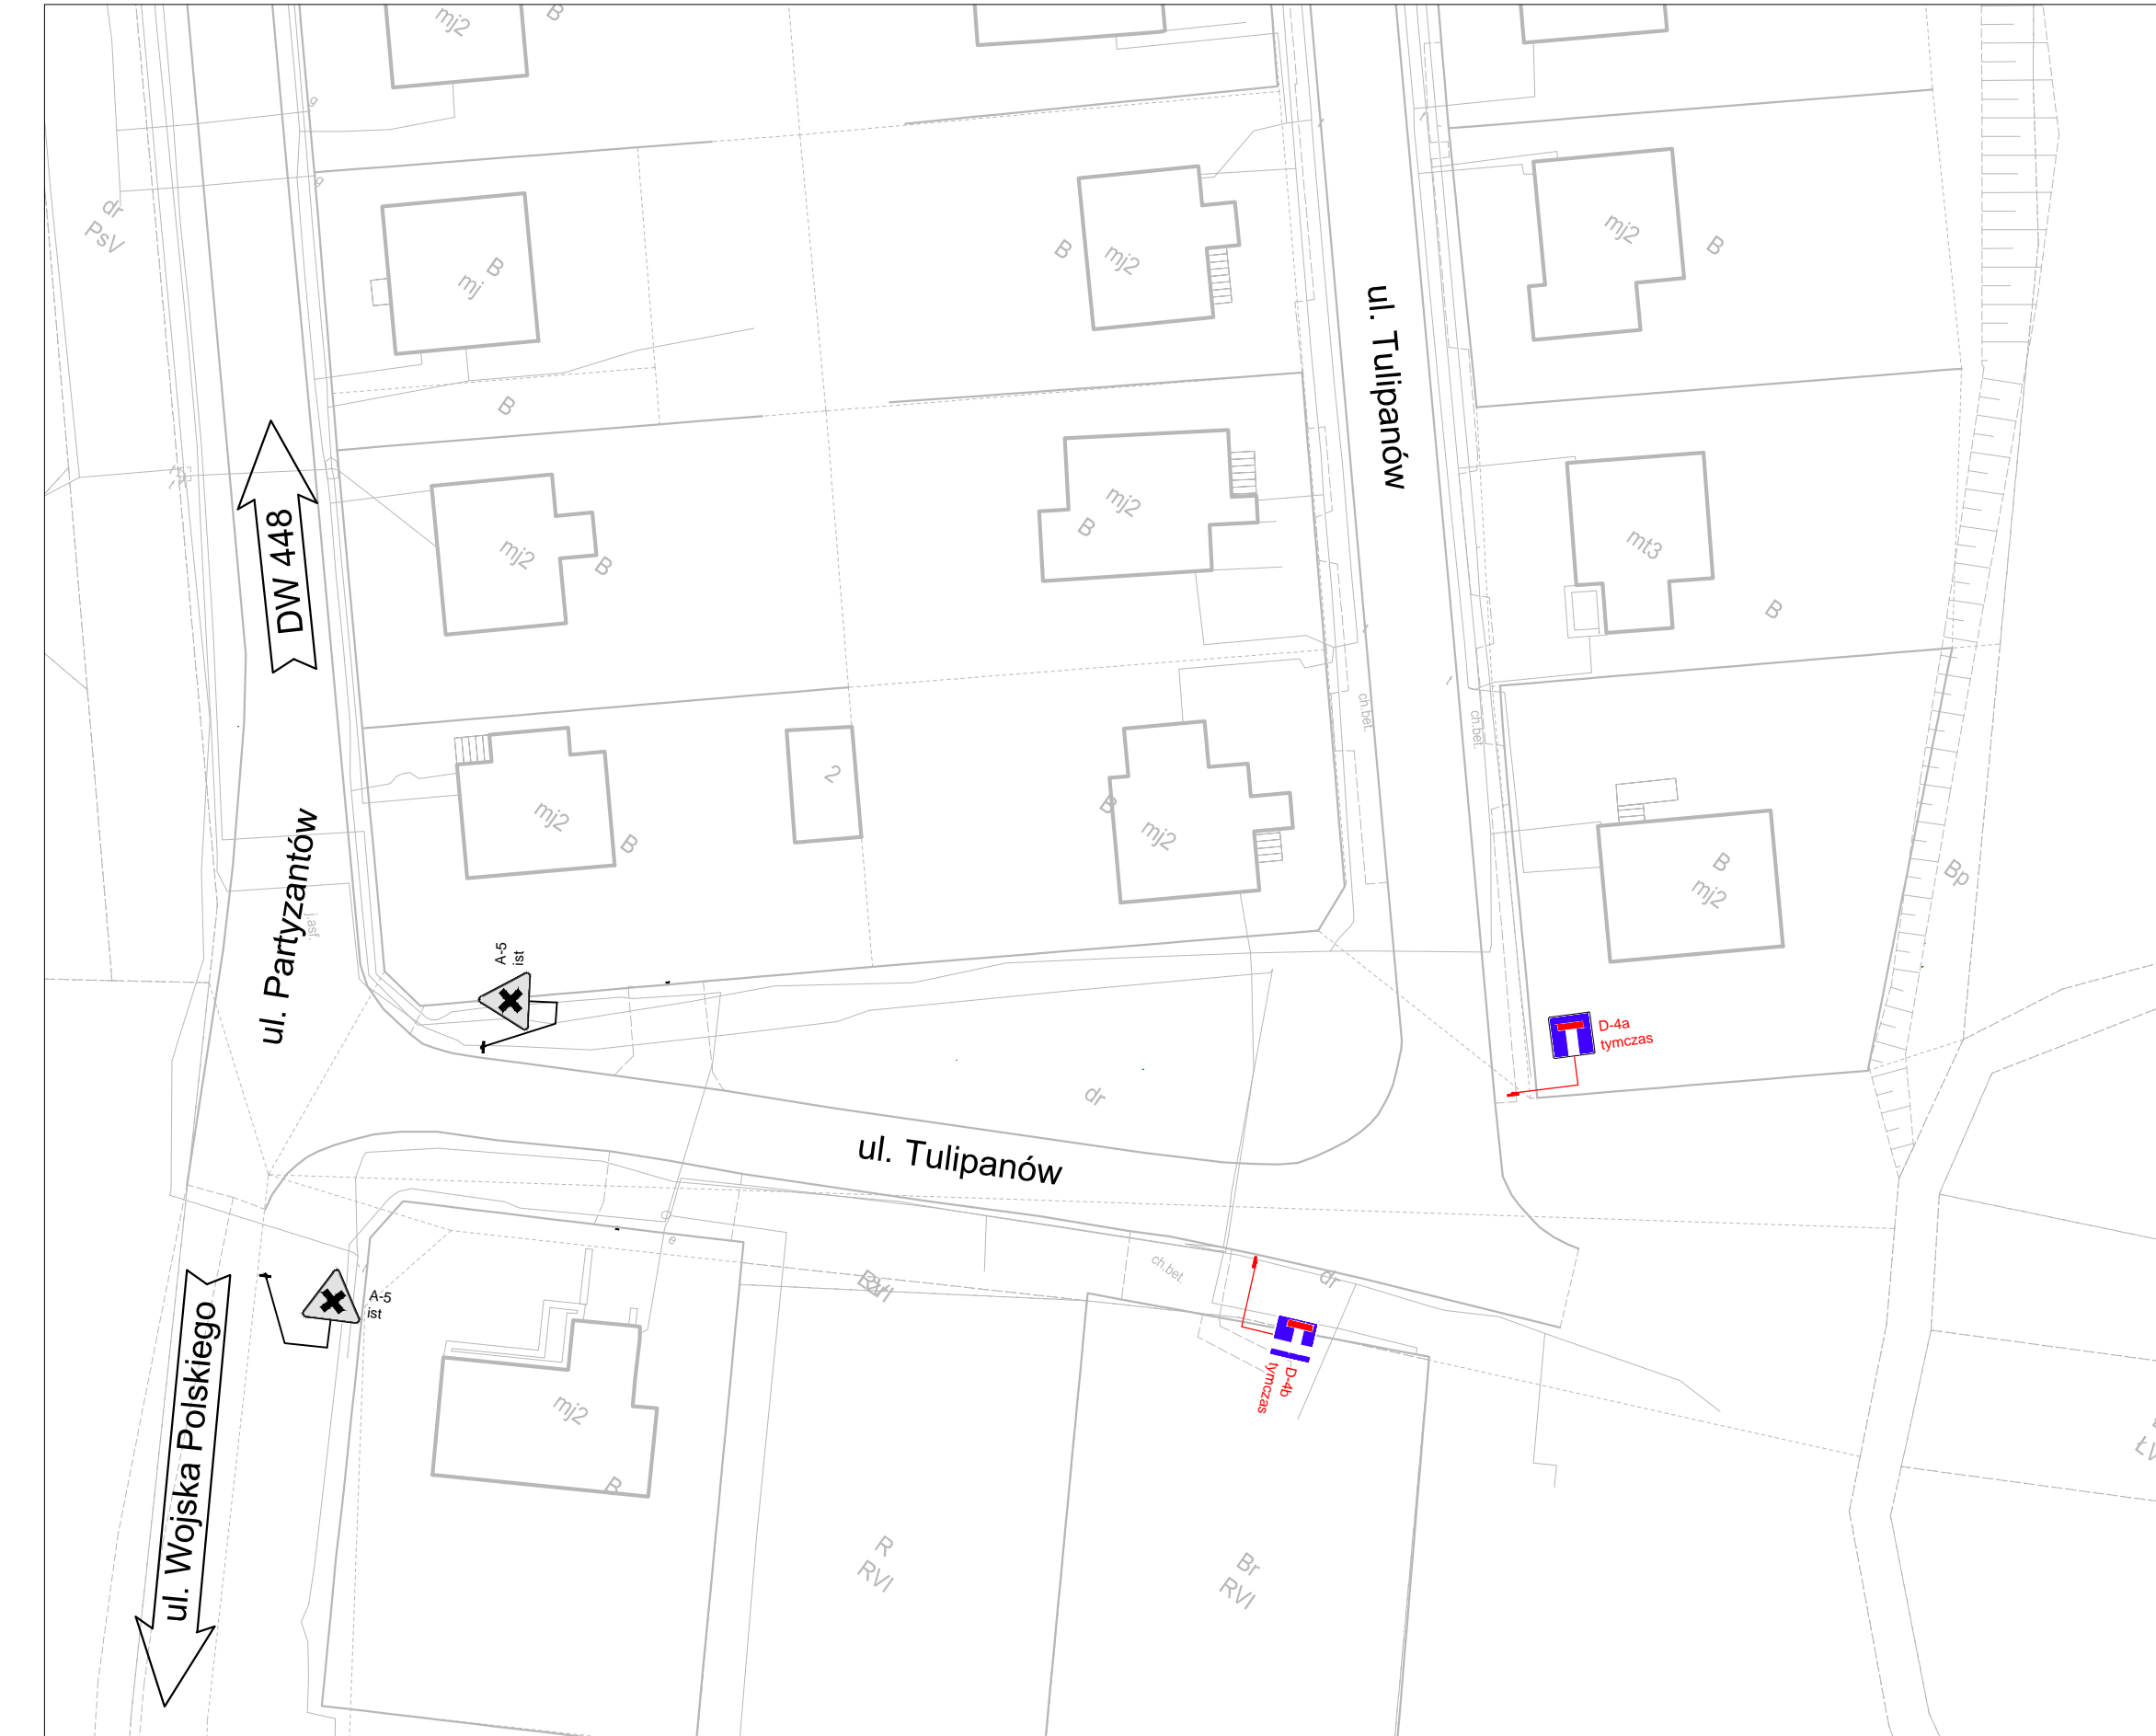 mj2
B
g
g
dr
PsV
mj
B
B
mj2
B
mj2
B
ul. Tulipanów
B
DW 448
mj2
B
mj2
B
mt3
B
ch.bet.
ch.bet.
mj2
B
2
B
mj2
B
mj2
Bp
ul. Partyzantów
j.asf.
A-5
ist
D-4a
tymczas
dr
ul. Tulipanów
e
ch.bet.
dr
A-5
ist
D-4b
tymczas
mj2
B
ul. Wojska Polskiego
R
RVI
Br
RVI